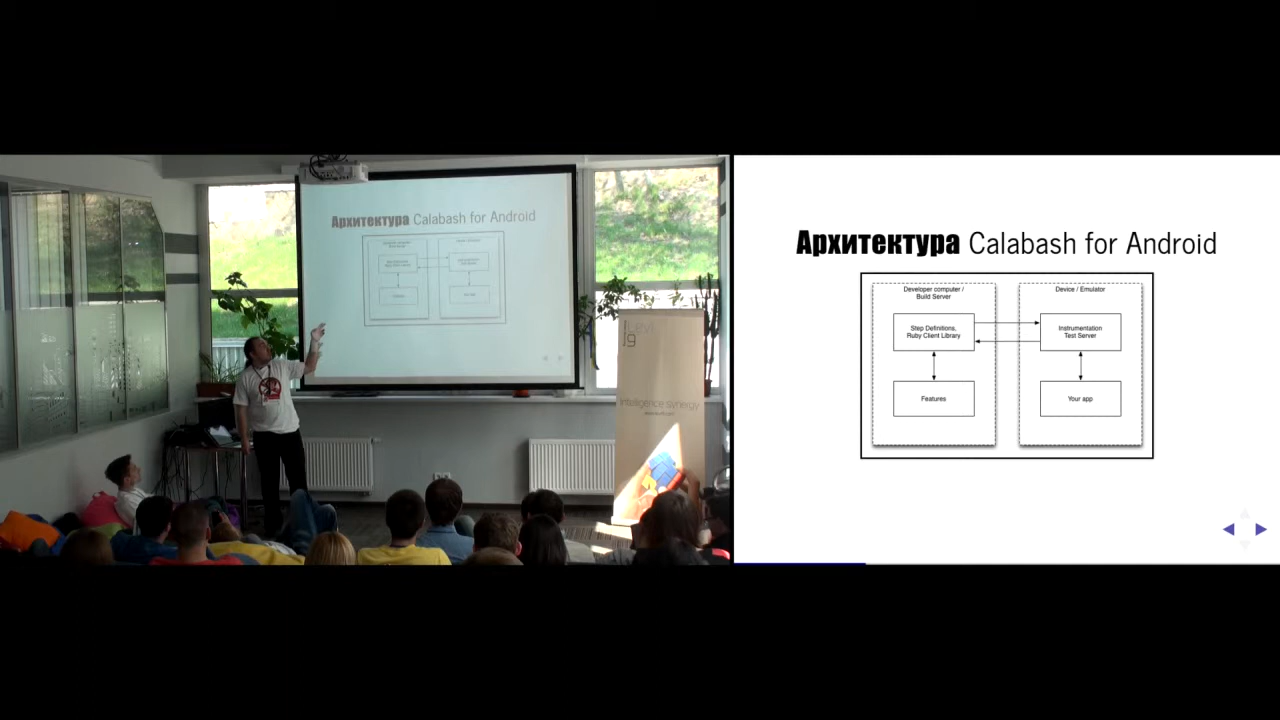 Архитектура Calabash for Android
Intelligence synergy
Архитектура Calabash for Android
Developer computer /
Build Server
Device / Emulator
Step Definitions,
Ruby Client Library
Instrumentation
Test Server
Features
Your app